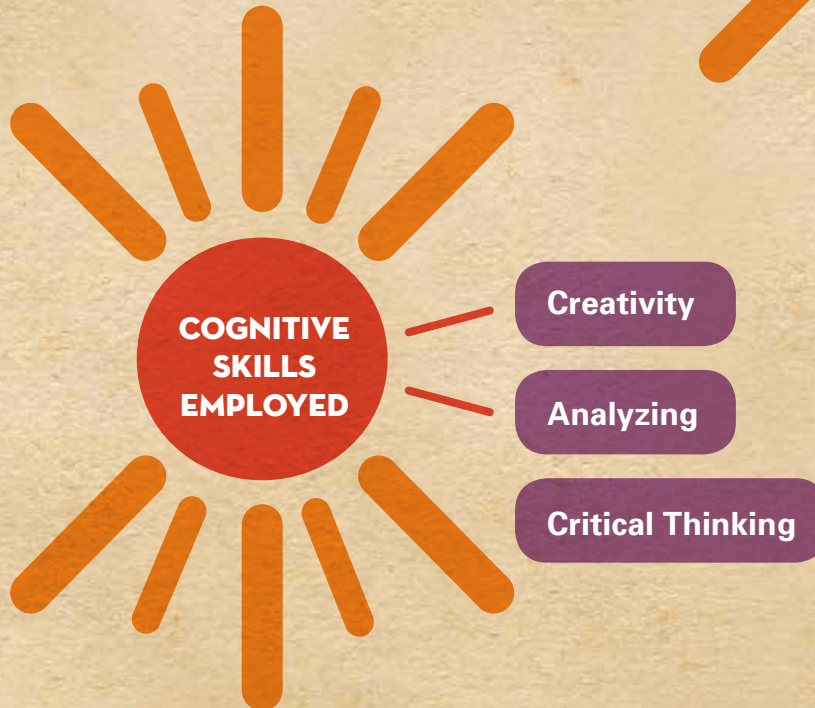 COGNITIVE
SKILLS
EMPLOYED
Creativity
Analyzing
Critical Thinking